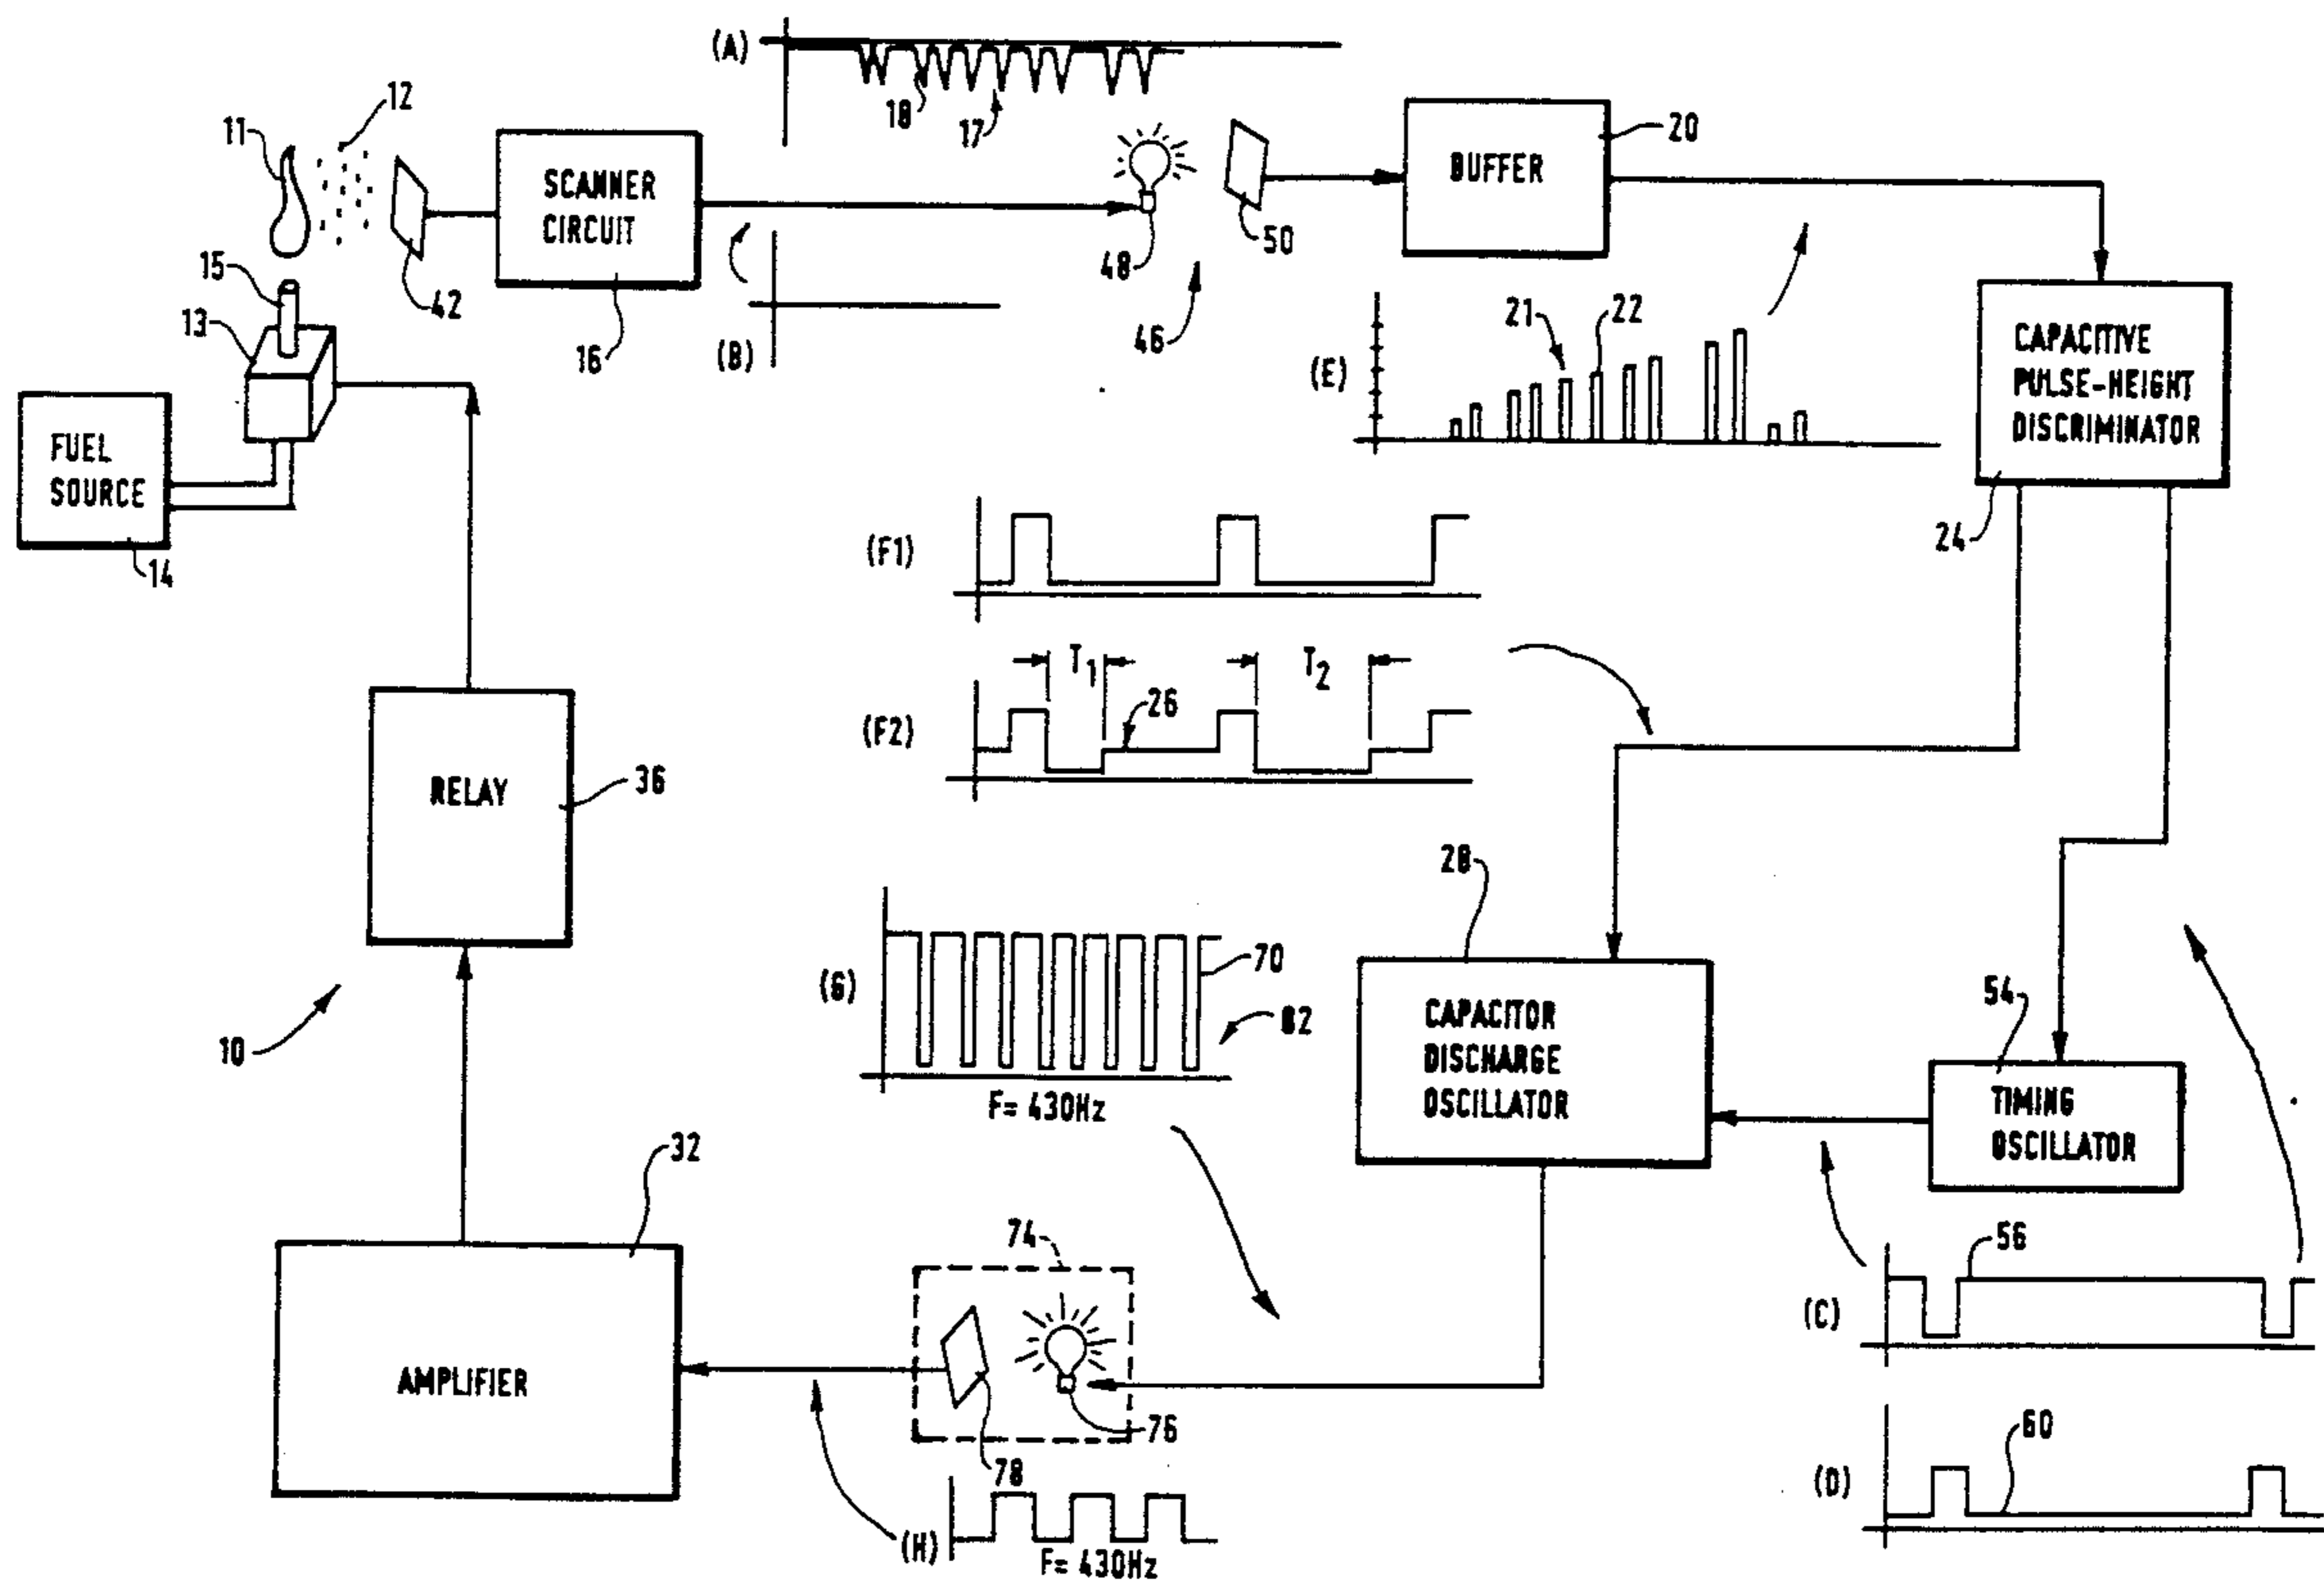 (A)
18
17
12
11
SCANNER
CIRCUIT
16
42
15
13
FUEL
SOURCE
14
(B)
48
46
50
BUFFER
20
(E)
21
22
CAPACITIVE
PULSE-HEIGHT
DISCRIMINATOR
24
(F1)
(F2)
T1
26
T2
RELAY
36
10
(G)
70
82
F= 430Hz
28
CAPACITOR
DISCHARGE
OSCILLATOR
54
TIMING
OSCILLATOR
32
AMPLIFIER
74
76
78
(H)
F= 430Hz
56
(C)
60
(D)